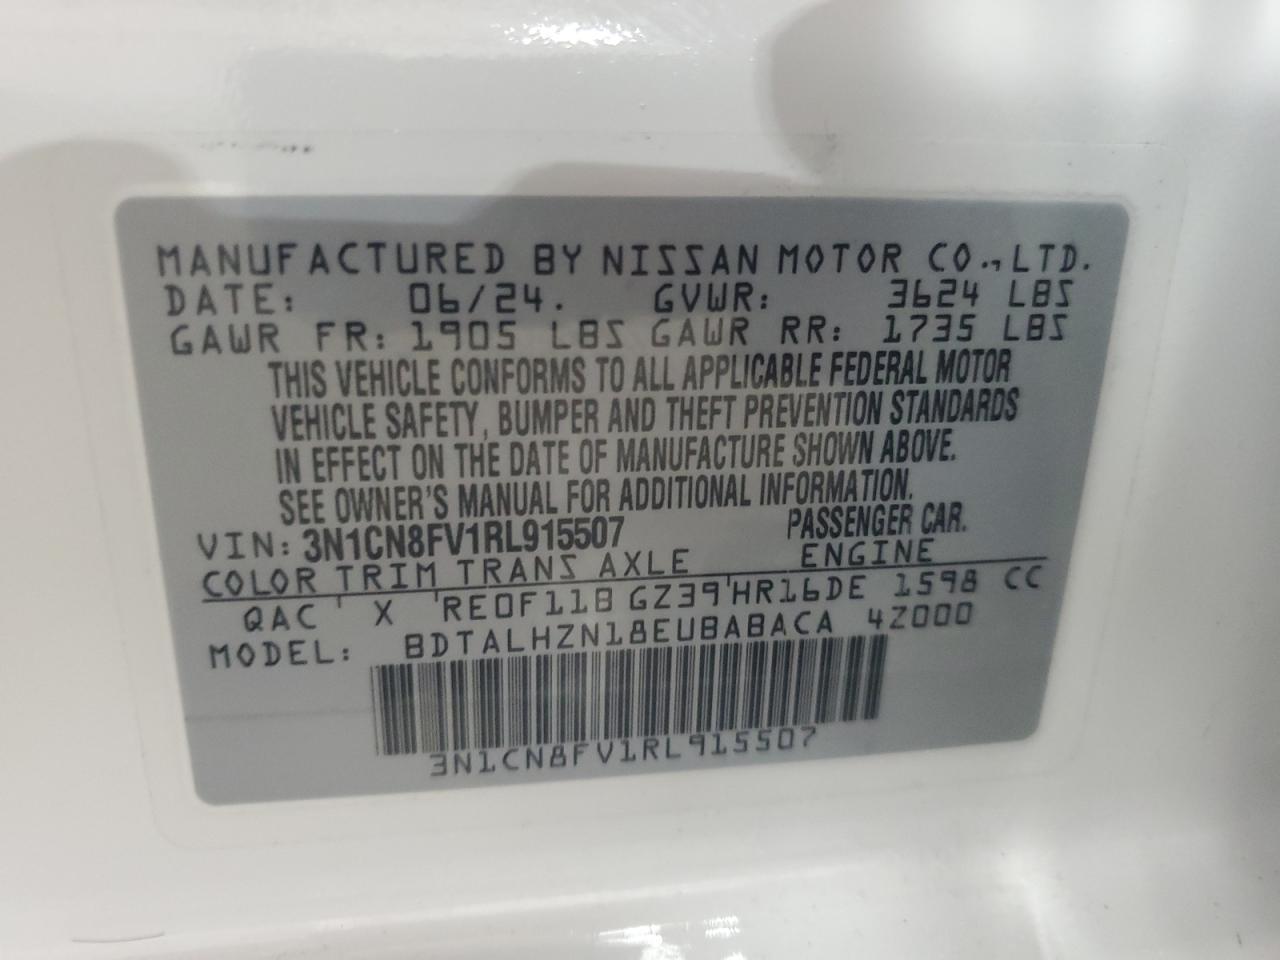 MANUFACTURED BY NISSAN MOTOR CO., LTD.
DATE: 06/24. GVWR: 3624 LBS
GAWR FR: 1905 LBS GAWR RR: 1735 LBS
THIS VEHICLE CONFORMS TO ALL APPLICABLE FEDERAL MOTOR
VEHICLE SAFETY, BUMPER AND THEFT PREVENTION STANDARDS
IN EFFECT ON THE DATE OF MANUFACTURE SHOWN ABOVE.
SEE OWNER'S MANUAL FOR ADDITIONAL INFORMATION.
VIN: 3N1CN8FV1RL915507 PASSENGER CAR.
COLOR TRIM TRANS AXLE ENGINE
QAC X RE0F11B GZ39 HR16DE 1598 CC
MODEL: BDTALHZN18EUBABACA 4Z000
3N1CN8FV1RL915507